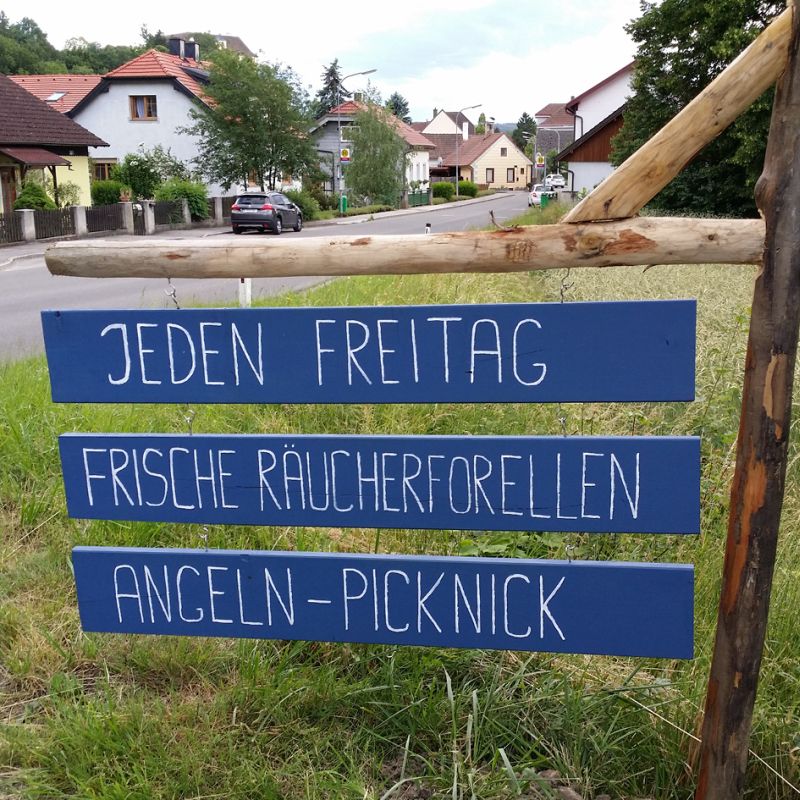 JEDEN FREITAG
FRISCHE RÄUCHERFORELLEN
ANGELN-PICKNICK